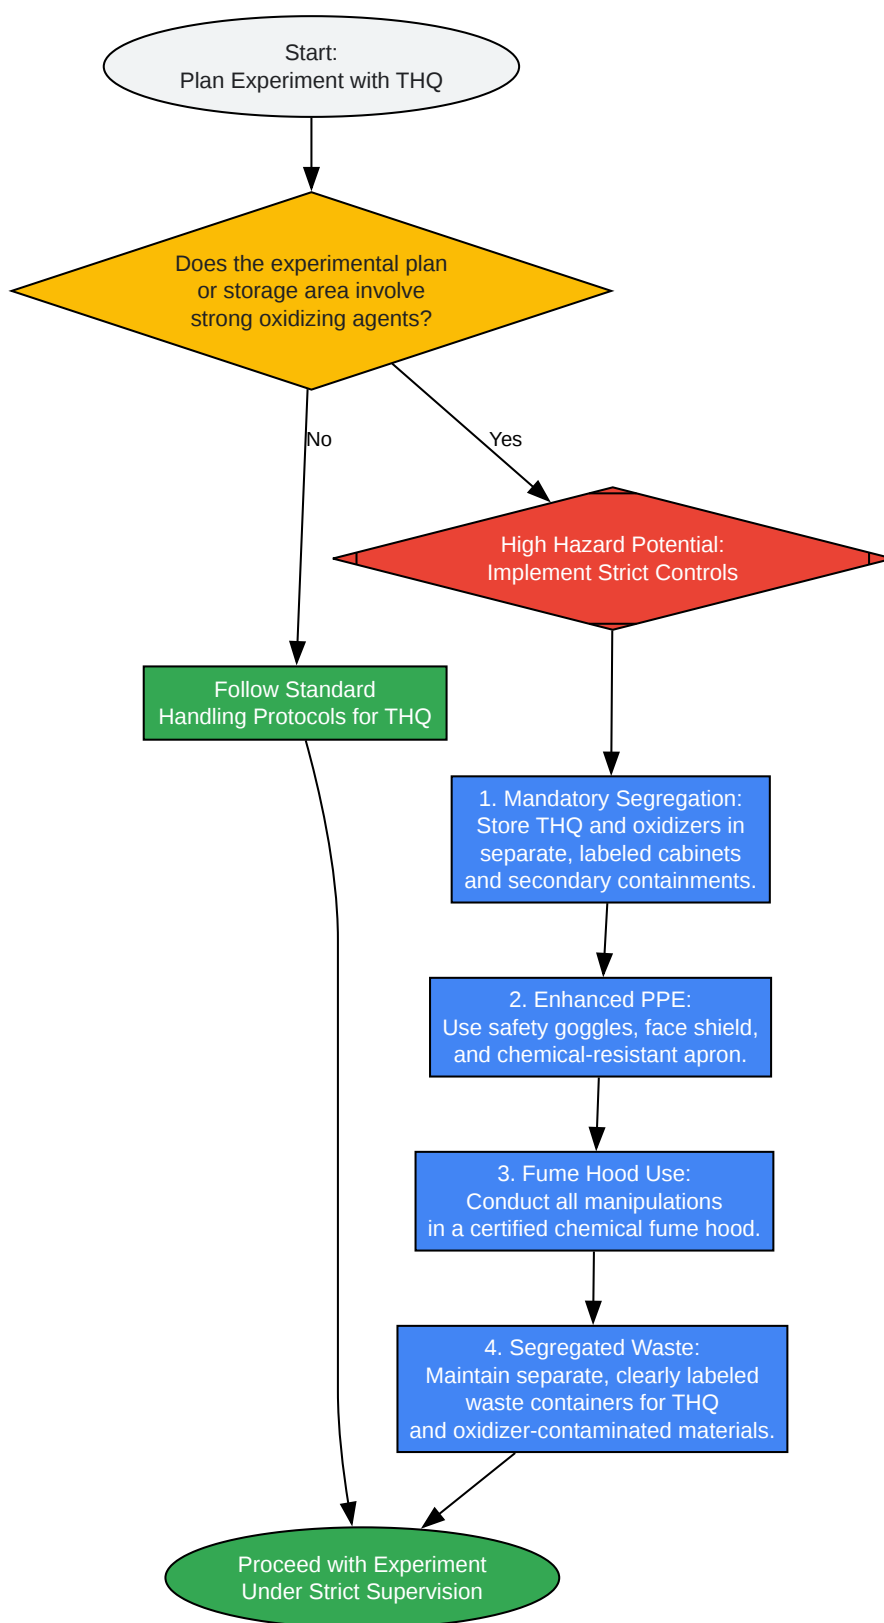 Start:
Plan Experiment with THQ
Does the experimental plan
or storage area involve
strong oxidizing agents?
No
Yes
High Hazard Potential:
Implement Strict Controls
Follow Standard
Handling Protocols for THQ
1. Mandatory Segregation:
Store THQ and oxidizers in
separate, labeled cabinets
and secondary containments.
2. Enhanced PPE:
Use safety goggles, face shield,
and chemical-resistant apron.
3. Fume Hood Use:
Conduct all manipulations
in a certified chemical fume hood.
4. Segregated Waste:
Maintain separate, clearly labeled
waste containers for THQ
and oxidizer-contaminated materials.
Proceed with Experiment
Under Strict Supervision